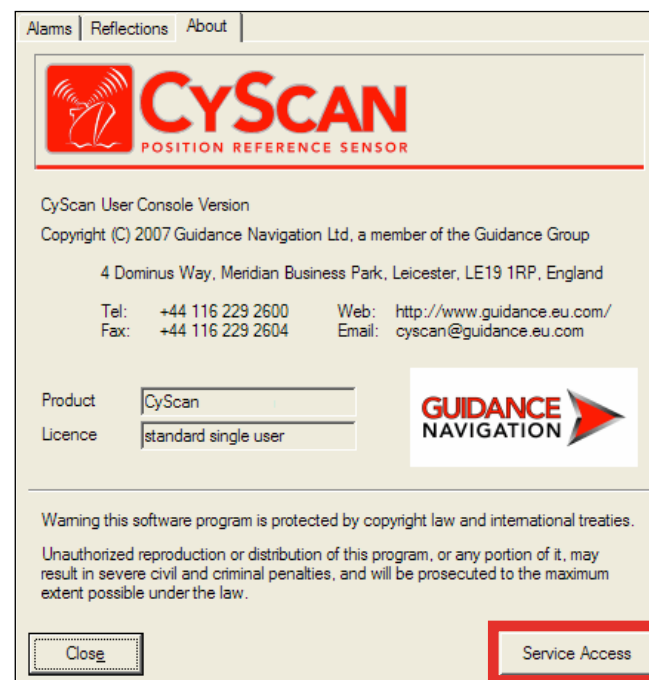 Alarms Reflections About
CYSCAN
POSITION REFERENCE SENSOR
CyScan User Console Version
Copyright (C) 2007 Guidance Navigation Ltd, a member of the Guidance Group
4 Dominus Way, Meridian Business Park, Leicester, LE19 1RP, England
Tel: +44 116 229 2600 Web: http://www.guidance.eu.com/
Fax: +44 116 229 2604 Email: cyscan@guidance.eu.com
Product CyScan
Licence standard single user
GUIDANCE
NAVIGATION
Warning this software program is protected by copyright law and international treaties.
Unauthorized reproduction or distribution of this program, or any portion of it, may
result in severe civil and criminal penalties, and will be prosecuted to the maximum
extent possible under the law.
Close Service Access